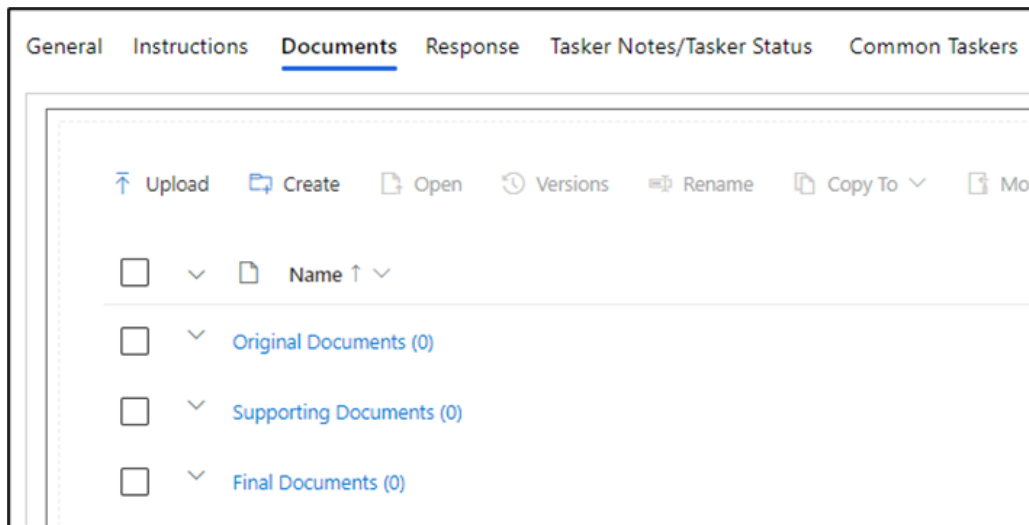 General Instructions Documents Response Tasker Notes/Tasker Status Common Taskers
Upload Create Open Versions Rename Copy To Mo
Name ↑
Original Documents (0)
Supporting Documents (0)
Final Documents (0)